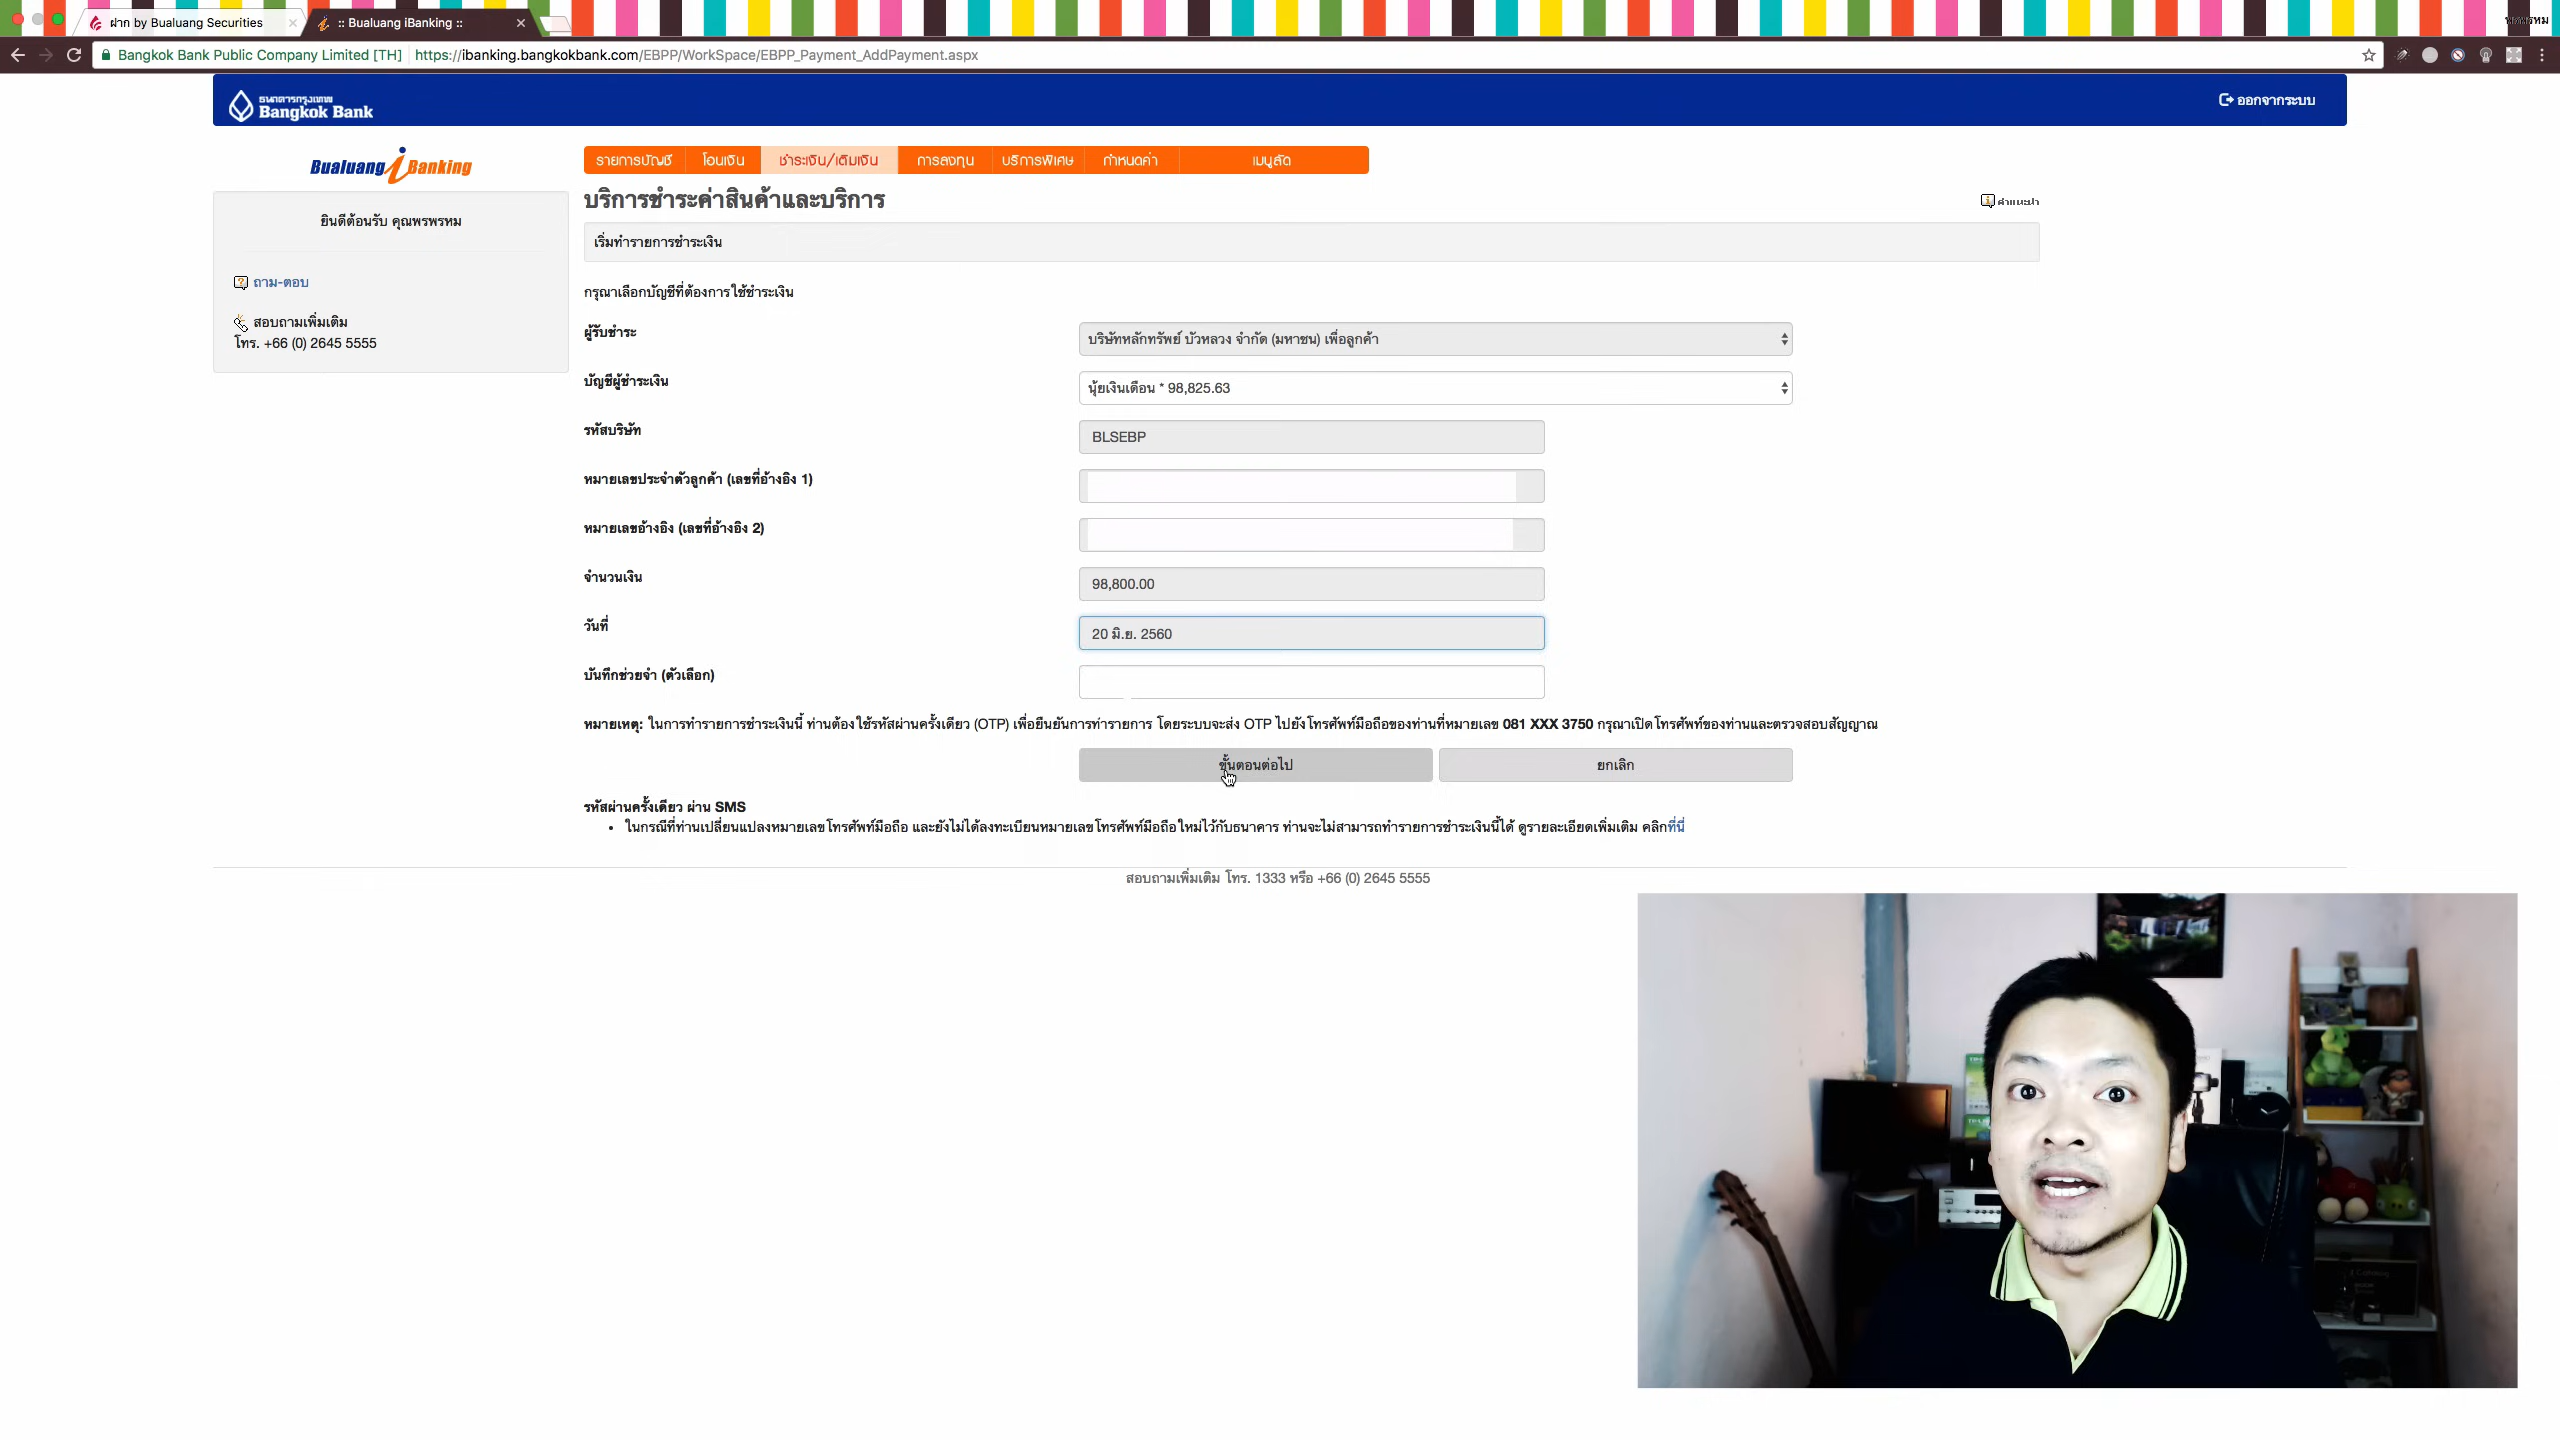 ฝาก by Bualuang Securities
:: Bualuang iBanking ::
พรพรหม
Bangkok Bank Public Company Limited [TH]
https://ibanking.bangkokbank.com/EBPP/WorkSpace/EBPP_Payment_AddPayment.aspx
ธนาคารกรุงเทพ
Bangkok Bank
ออกจากระบบ
Bualuang iBanking
รายการบัญชี โอนเงิน ชำระเงิน/เติมเงิน การลงทุน บริการพิเศษ กำหนดค่า เมนูลัด
บริการชำระค่าสินค้าและบริการ
คำแนะนำ
ยินดีต้อนรับ คุณพรพรหม
ถาม-ตอบ
สอบถามเพิ่มเติม
โทร. +66 (0) 2645 5555
เริ่มทำรายการชำระเงิน
กรุณาเลือกบัญชีที่ต้องการใช้ชำระเงิน
ผู้รับชำระ
บริษัทหลักทรัพย์ บัวหลวง จำกัด (มหาชน) เพื่อลูกค้า
บัญชีผู้ชำระเงิน
นุ้ยเงินเดือน * 98,825.63
รหัสบริษัท
BLSEBP
หมายเลขประจำตัวลูกค้า (เลขที่อ้างอิง 1)
หมายเลขอ้างอิง (เลขที่อ้างอิง 2)
จำนวนเงิน
98,800.00
วันที่
20 มิ.ย. 2560
บันทึกช่วยจำ (ตัวเลือก)
หมายเหตุ: ในการทำรายการชำระเงินนี้ ท่านต้องใช้รหัสผ่านครั้งเดียว (OTP) เพื่อยืนยันการทำรายการ โดยระบบจะส่ง OTP ไปยังโทรศัพท์มือถือของท่านที่หมายเลข 081 XXX 3750 กรุณาเปิดโทรศัพท์ของท่านและตรวจสอบสัญญาณ
ขั้นตอนต่อไป
ยกเลิก
รหัสผ่านครั้งเดียว ผ่าน SMS
• ในกรณีที่ท่านเปลี่ยนแปลงหมายเลขโทรศัพท์มือถือ และยังไม่ได้ลงทะเบียนหมายเลขโทรศัพท์มือถือใหม่ไว้กับธนาคาร ท่านจะไม่สามารถทำรายการชำระเงินนี้ได้ ดูรายละเอียดเพิ่มเติม คลิกที่นี่
สอบถามเพิ่มเติม โทร. 1333 หรือ +66 (0) 2645 5555